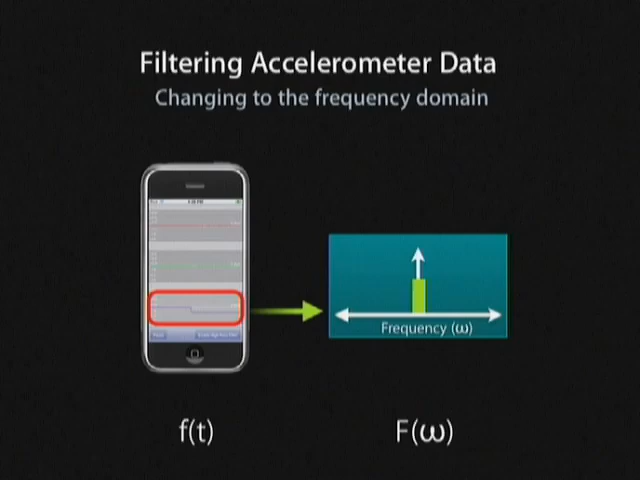 Filtering Accelerometer Data
Changing to the frequency domain
Frequency (ω)
f(t)
F(ω)